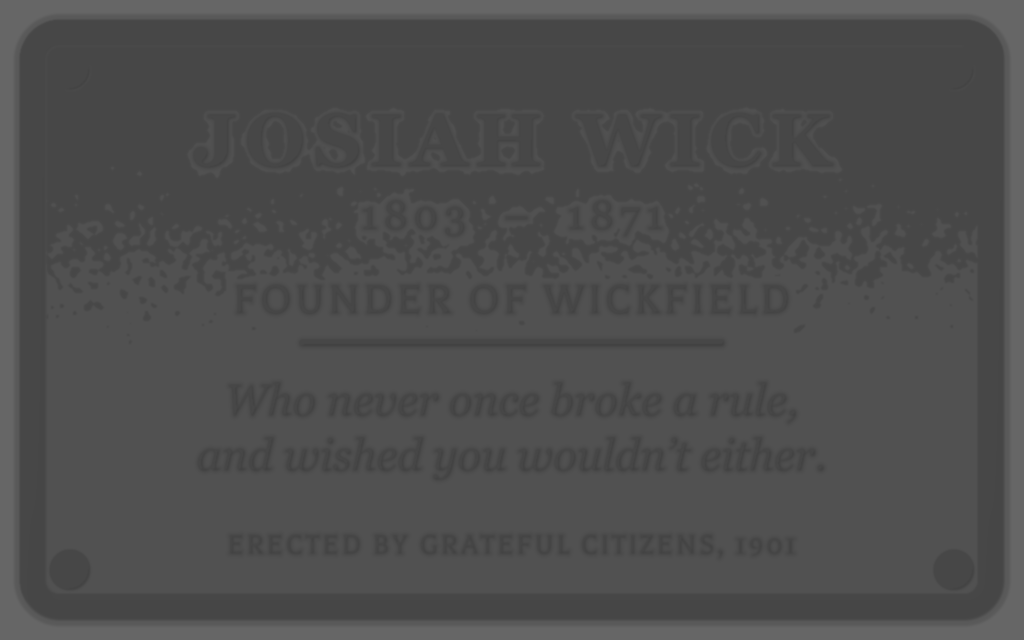 JOSIAH WICK
1803 – 1871
FOUNDER OF WICKFIELD
Who never once broke a rule,
and wished you wouldn’t either.
ERECTED BY GRATEFUL CITIZENS, 1901